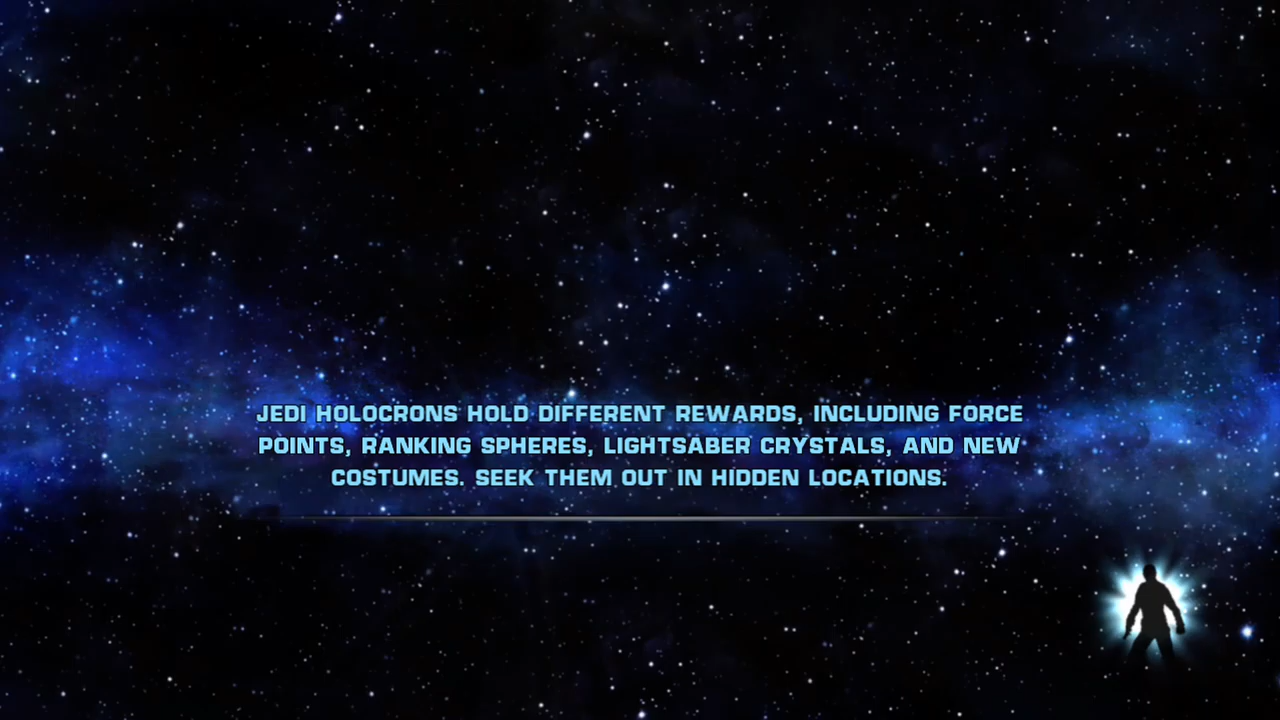 JEDI HOLOCRONS HOLD DIFFERENT REWARDS, INCLUDING FORCE
POINTS, RANKING SPHERES, LIGHTSABER CRYSTALS, AND NEW
COSTUMES. SEEK THEM OUT IN HIDDEN LOCATIONS.